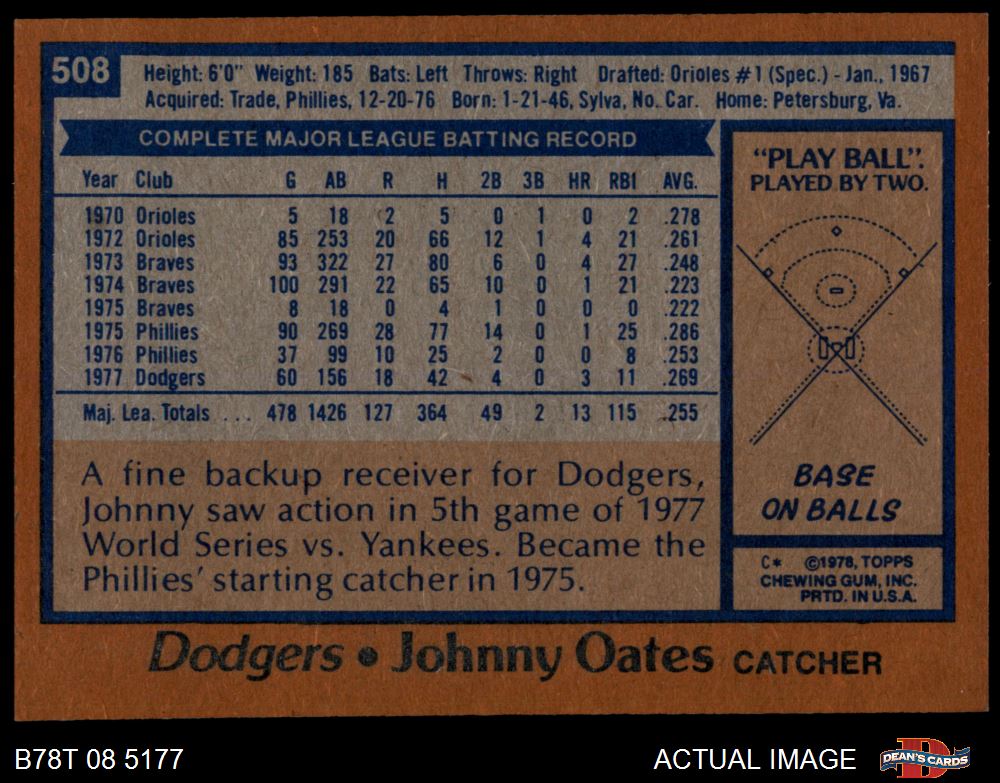 508
Height: 6'0" Weight: 185 Bats: Left Throws: Right Drafted: Orioles #1 (Spec.) - Jan., 1967
Acquired: Trade, Phillies, 12-20-76 Born: 1-21-46, Sylva, No. Car. Home: Petersburg, Va.
COMPLETE MAJOR LEAGUE BATTING RECORD
Year Club G AB R H 2B 3B HR RBI AVG.
1970 Orioles 5 18 2 5 0 1 0 2 .278
1972 Orioles 85 253 20 66 12 1 4 21 .261
1973 Braves 93 322 27 80 6 0 4 27 .248
1974 Braves 100 291 22 65 10 0 1 21 .223
1975 Braves 8 18 0 4 1 0 0 0 .222
1975 Phillies 90 269 28 77 14 0 1 25 .286
1976 Phillies 37 99 10 25 2 0 0 8 .253
1977 Dodgers 60 156 18 42 4 0 3 11 .269
Maj. Lea. Totals .... 478 1426 127 364 49 2 13 115 .255
A fine backup receiver for Dodgers,
Johnny saw action in 5th game of 1977
World Series vs. Yankees. Became the
Phillies' starting catcher in 1975.
"PLAY BALL".
PLAYED BY TWO.
BASE
ON BALLS
C* ©1978, TOPPS
CHEWING GUM, INC.
PRTD. IN U.S.A.
Dodgers • Johnny Oates CATCHER
B78T 08 5177
ACTUAL IMAGE
DEAN'S CARDS